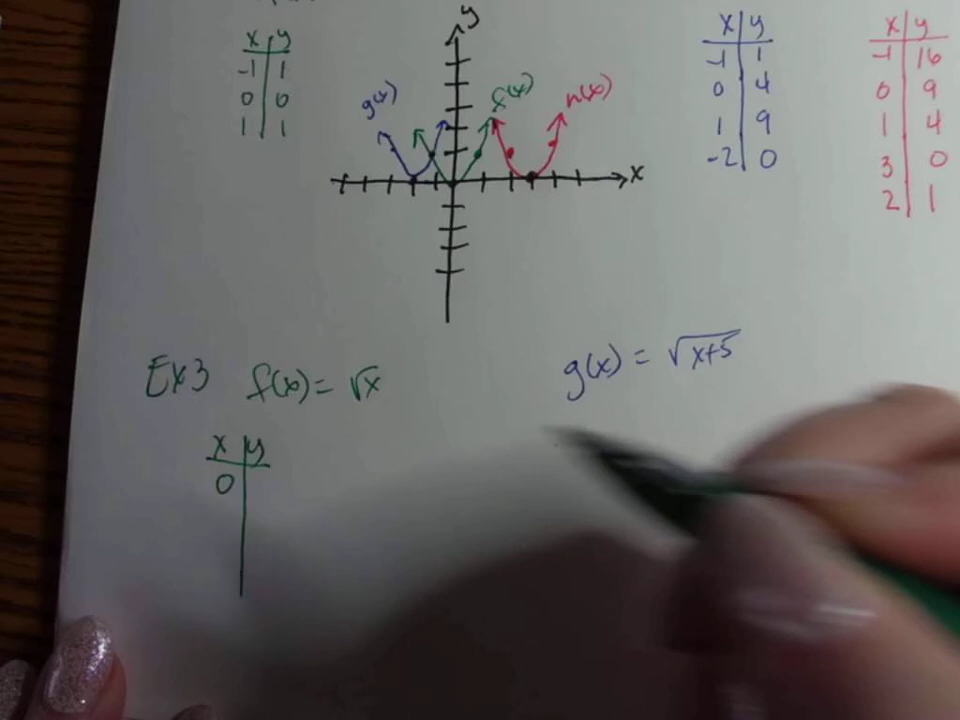 y
x y
-1 1
0 0
1 1
g(x) f(x) h(x)
x
x y
-1 1
0 4
1 9
-2 0
x y
-1 16
0 9
1 4
3 0
2 1
Ex3 f(x) = √x
g(x) = √x+5
x y
0